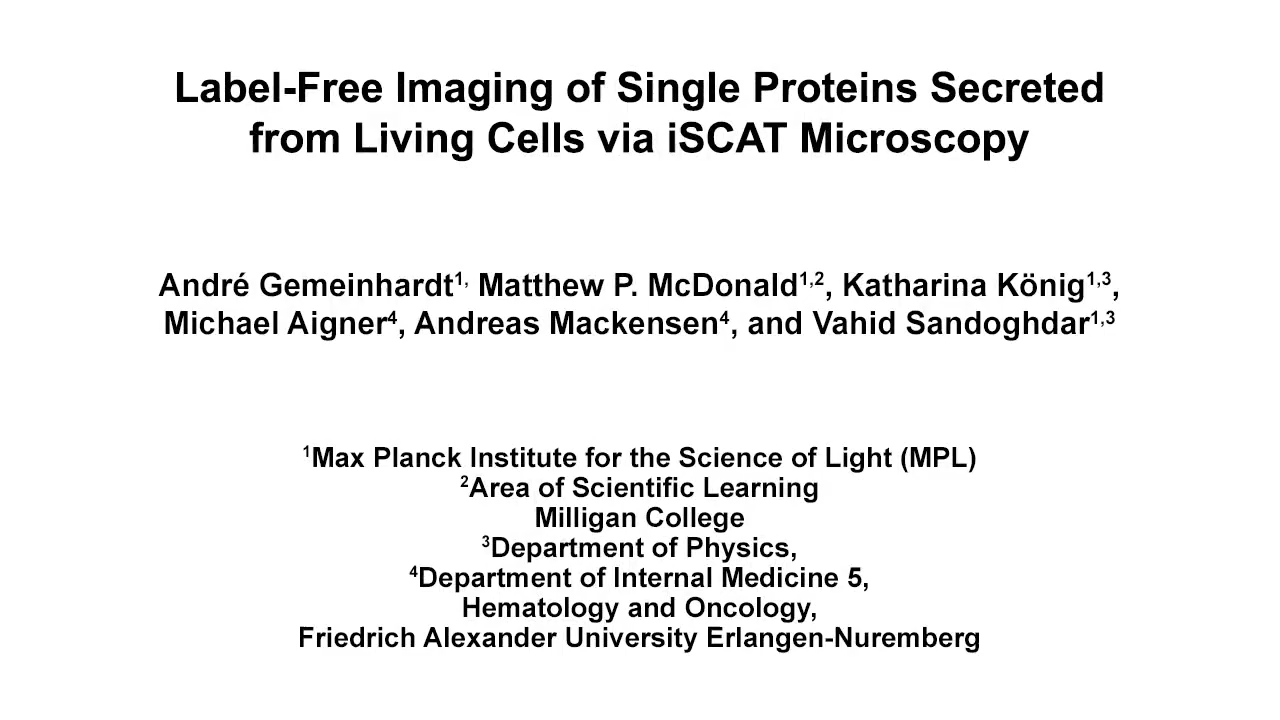 Label-Free Imaging of Single Proteins Secreted
from Living Cells via iSCAT Microscopy
André Gemeinhardt1, Matthew P. McDonald1,2, Katharina König1,3,
Michael Aigner4, Andreas Mackensen4, and Vahid Sandoghdar1,3
1Max Planck Institute for the Science of Light (MPL)
2Area of Scientific Learning
Milligan College
3Department of Physics,
4Department of Internal Medicine 5,
Hematology and Oncology,
Friedrich Alexander University Erlangen-Nuremberg